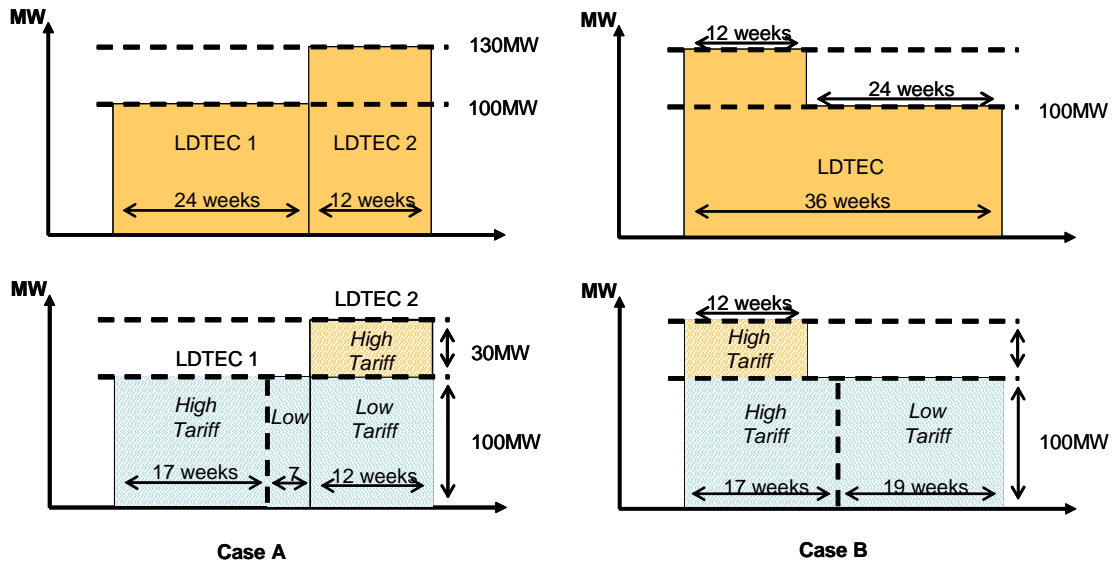 MW
130MW
100MW
LDTEC 1
LDTEC 2
24 weeks
12 weeks
MW
12 weeks
24 weeks
100MW
LDTEC
36 weeks
MW
LDTEC 2
High
Tariff
30MW
LDTEC 1
High
Tariff
Low
Low
Tariff
100MW
17 weeks
7
12 weeks
Case A
MW
12 weeks
High
Tariff
High
Tariff
Low
Tariff
100MW
17 weeks
19 weeks
Case B